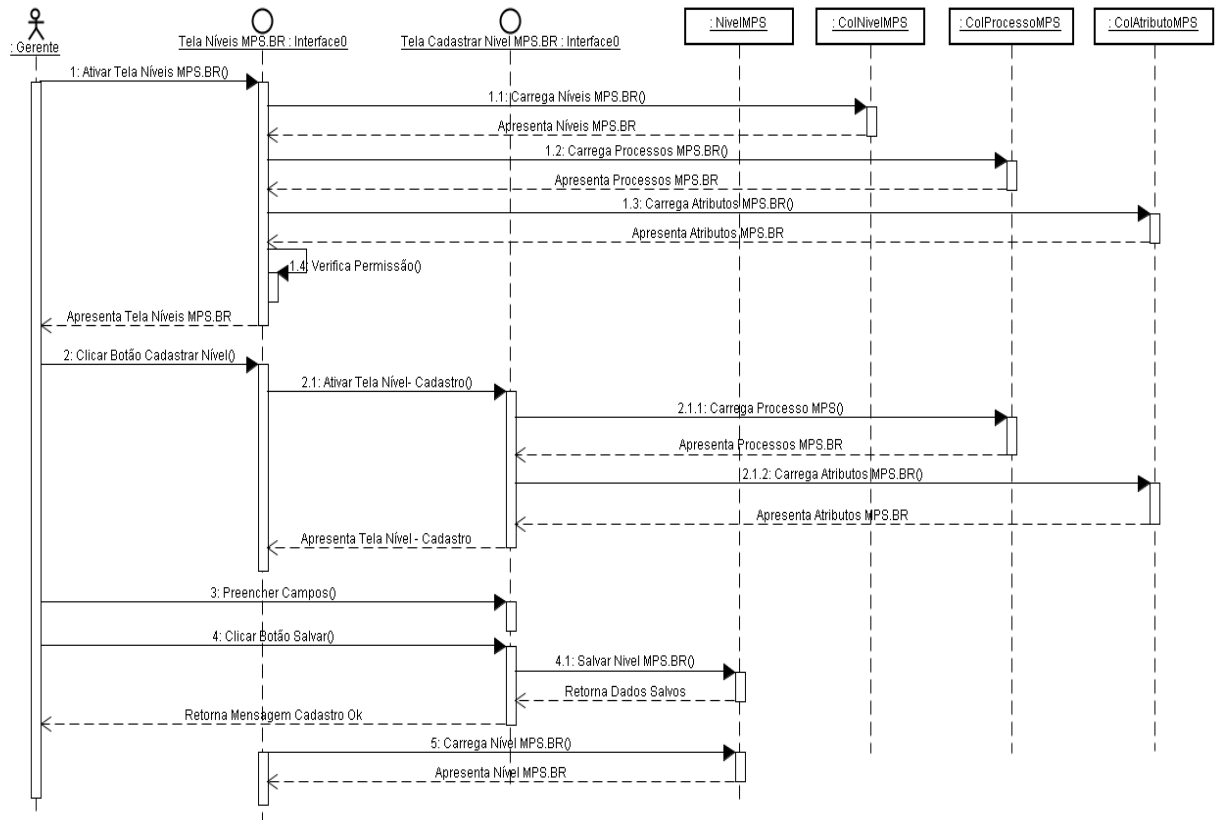 : Gerente
Tela Níveis MPS.BR : Interface0
Tela Cadastrar Nivel MPS.BR : Interface0
: NivelMPS
: ColNivelMPS
: ColProcessoMPS
: ColAtributoMPS
1: Ativar Tela Níveis MPS.BR()
1.1: Carrega Níveis MPS.BR()
Apresenta Níveis MPS.BR
1.2: Carrega Processos MPS.BR()
Apresenta Processos MPS.BR
1.3: Carrega Atributos MPS.BR()
Apresenta Atributos MPS.BR
1.4: Verifica Permissão()
Apresenta Tela Níveis MPS.BR
2: Clicar Botão Cadastrar Nível()
2.1: Ativar Tela Nível- Cadastro()
2.1.1: Carrega Processo MPS()
Apresenta Processos MPS.BR
2.1.2: Carrega Atributos MPS.BR()
Apresenta Atributos MPS.BR
Apresenta Tela Nível - Cadastro
3: Preencher Campos()
4: Clicar Botão Salvar()
4.1: Salvar Nivel MPS.BR()
Retorna Dados Salvos
Retorna Mensagem Cadastro Ok
5: Carrega Nível MPS.BR()
Apresenta Nível MPS.BR